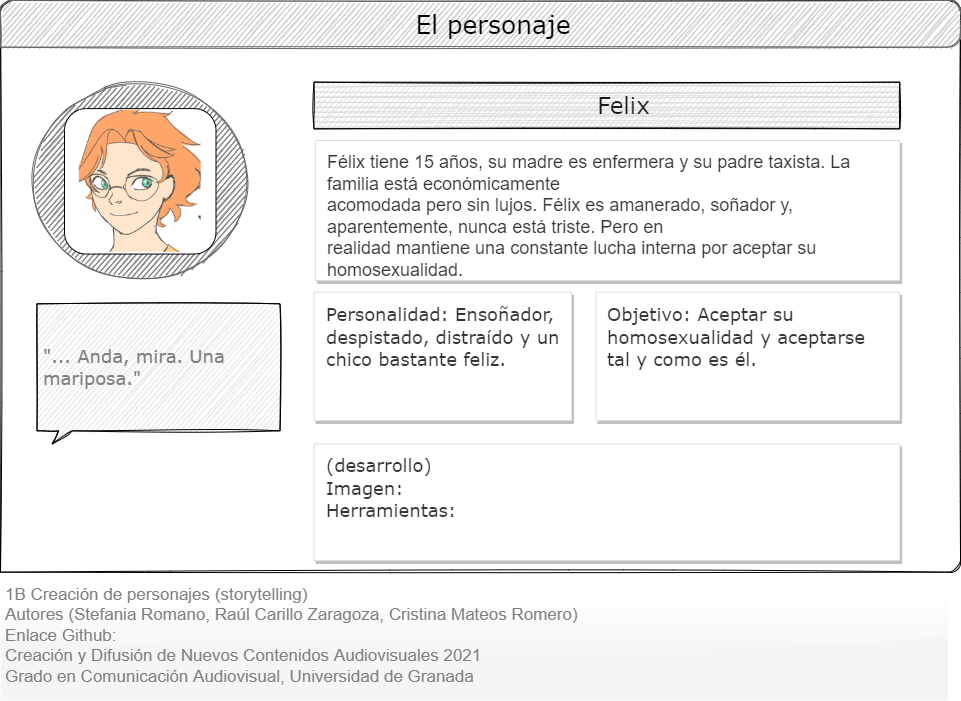 El personaje
Felix
Félix tiene 15 años, su madre es enfermera y su padre taxista. La
familia está económicamente
acomodada pero sin lujos. Félix es amanerado, soñador y,
aparentemente, nunca está triste. Pero en
realidad mantiene una constante lucha interna por aceptar su
homosexualidad.
"... Anda, mira. Una
mariposa."
Personalidad: Ensoñador,
despistado, distraído y un
chico bastante feliz.
Objetivo: Aceptar su
homosexualidad y aceptarse
tal y como es él.
(desarrollo)
Imagen:
Herramientas:
1B Creación de personajes (storytelling)
Autores (Stefania Romano, Raúl Carillo Zaragoza, Cristina Mateos Romero)
Enlace Github:
Creación y Difusión de Nuevos Contenidos Audiovisuales 2021
Grado en Comunicación Audiovisual, Universidad de Granada